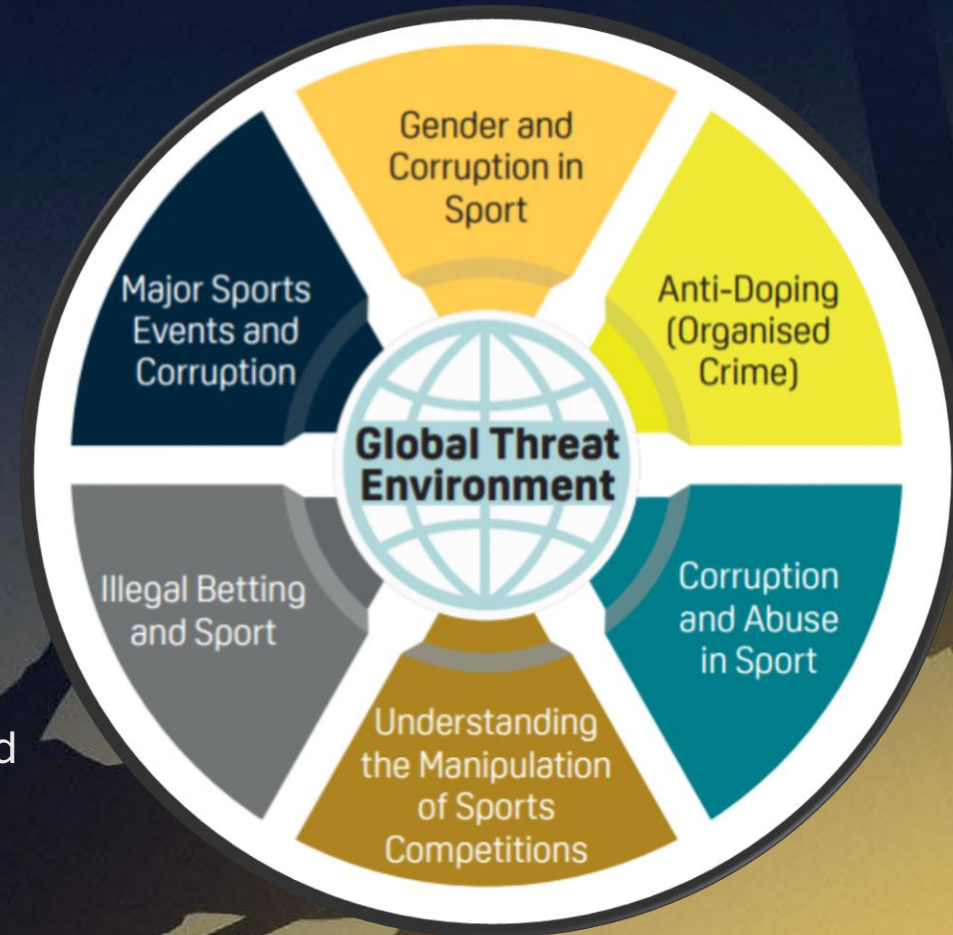 Gender and
Corruption in
Sport
Anti-Doping
(Organised
Crime)
Corruption
and Abuse
in Sport
Understanding
the Manipulation
of Sports
Competitions
Illegal Betting
and Sport
Major Sports
Events and
Corruption
Global Threat
Environment